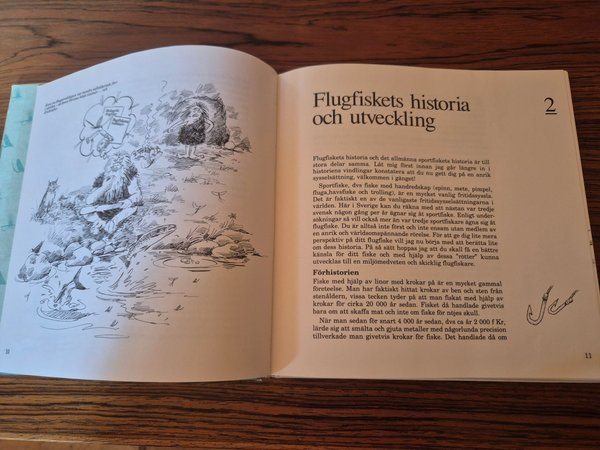 10
Flugfiskets historia
och utveckling
2
Flugfiskets historia och det allmänna sportfiskets historia är till
stora delar samma. Låt mig först innan jag går längre in i
historiens vindlingar konstatera att du nu gett dig på en anrik
sysselsättning, välkommen i gänget!
Sportfiske, dvs fiske med handredskap (spinn, mete, pimpel,
fluga, havsfiske och trolling), är en mycket vanlig fritidssyssla.
Det är faktiskt en av de vanligaste fritidssysselsättningarna i
världen. Här i Sverige kan du räkna med att nästan var tredje
svensk någon gång per år ägnar sig åt sportfiske. Enligt under-
sökningar så vill också mer än var tredje sportfiskare ägna sig åt
flugfiske. Du är alltså inte först och inte ensam utan medlem av
en anrik och världsomspännande rörelse. För att ge dig lite mera
perspektiv på ditt flugfiske vill jag nu börja med att berätta lite
om dess historia. På så sätt hoppas jag att du skall få en bättre
känsla för ditt fiske och med hjälp av dessa "rötter" kunna
utvecklas till en miljömedveten och skicklig flugfiskare.
Förhistorien
Fiske med hjälp av linor med krokar på är en mycket gammal
företeelse. Man har faktiskt hittat krokar av ben och sten från
stenåldern, vissa tecken tyder på att man fiskat med hjälp av
krokar för cirka 20 000 år sedan. Fisket då handlade givetvis
bara om att skaffa mat och inte om fiske för nöjes skull.
När man sedan för snart 4 000 år sedan, dvs ca år 2 000 f Kr,
lärde sig att smälta och gjuta metaller med någorlunda precision
tillverkade man givetvis krokar för fiske. Det handlade då om
11